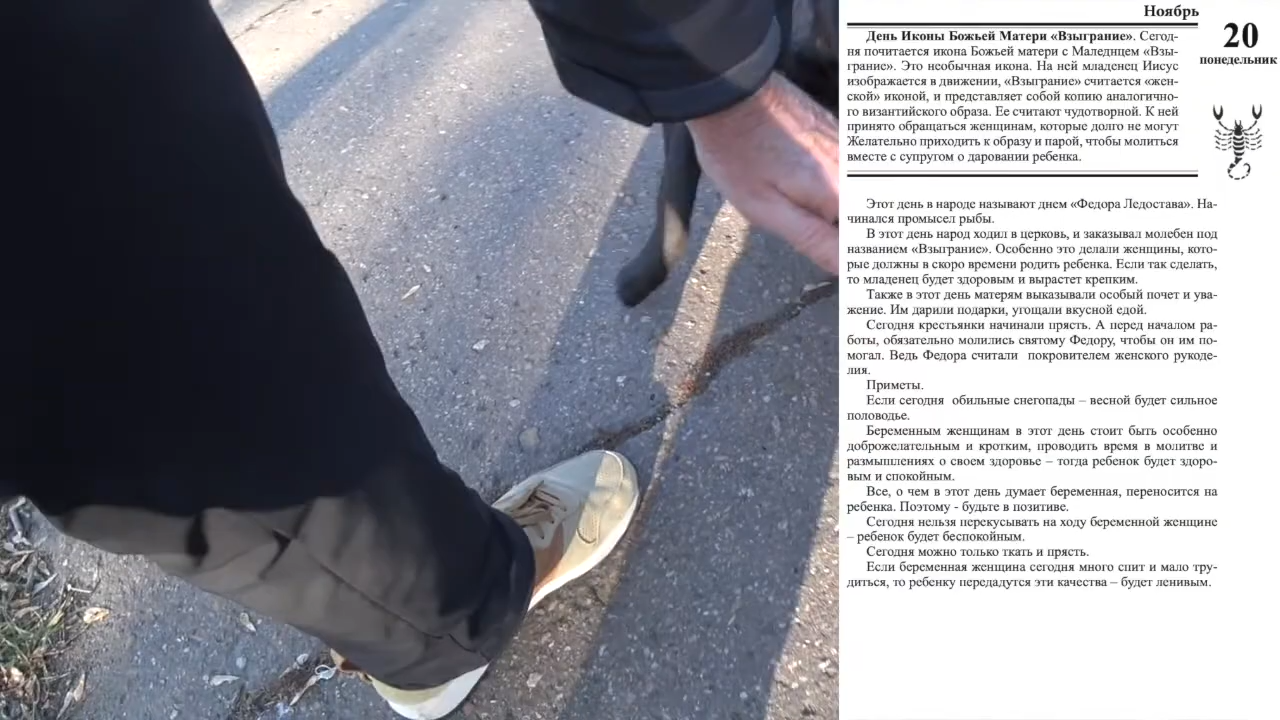 Ноябрь
20
понедельник
День Иконы Божьей Матери «Взыграние». Сегод-
ня почитается икона Божьей матери с Маледнцем «Взы-
грание». Это необычная икона. На ней младенец Иисус
изображается в движении, «Взыграние» считается «жен-
ской» иконой, и представляет собой копию аналогично-
го византийского образа. Ее считают чудотворной. К ней
принято обращаться женщинам, которые долго не могут
Желательно приходить к образу и парой, чтобы молиться
вместе с супругом о даровании ребенка.
Этот день в народе называют днем «Федора Ледостава». На-
чинался промысел рыбы.
В этот день народ ходил в церковь, и заказывал молебен под
названием «Взыграние». Особенно это делали женщины, кото-
рые должны в скоро времени родить ребенка. Если так сделать,
то младенец будет здоровым и вырастет крепким.
Также в этот день матерям выказывали особый почет и ува-
жение. Им дарили подарки, угощали вкусной едой.
Сегодня крестьянки начинали прясть. А перед началом ра-
боты, обязательно молились святому Федору, чтобы он им по-
могал. Ведь Федора считали покровителем женского рукоде-
лия.
Приметы.
Если сегодня обильные снегопады – весной будет сильное
половодье.
Беременным женщинам в этот день стоит быть особенно
доброжелательным и кротким, проводить время в молитве и
размышлениях о своем здоровье – тогда ребенок будет здоро-
вым и спокойным.
Все, о чем в этот день думает беременная, переносится на
ребенка. Поэтому - будьте в позитиве.
Сегодня нельзя перекусывать на ходу беременной женщине
– ребенок будет беспокойным.
Сегодня можно только ткать и прясть.
Если беременная женщина сегодня много спит и мало тру-
диться, то ребенку передадутся эти качества – будет ленивым.